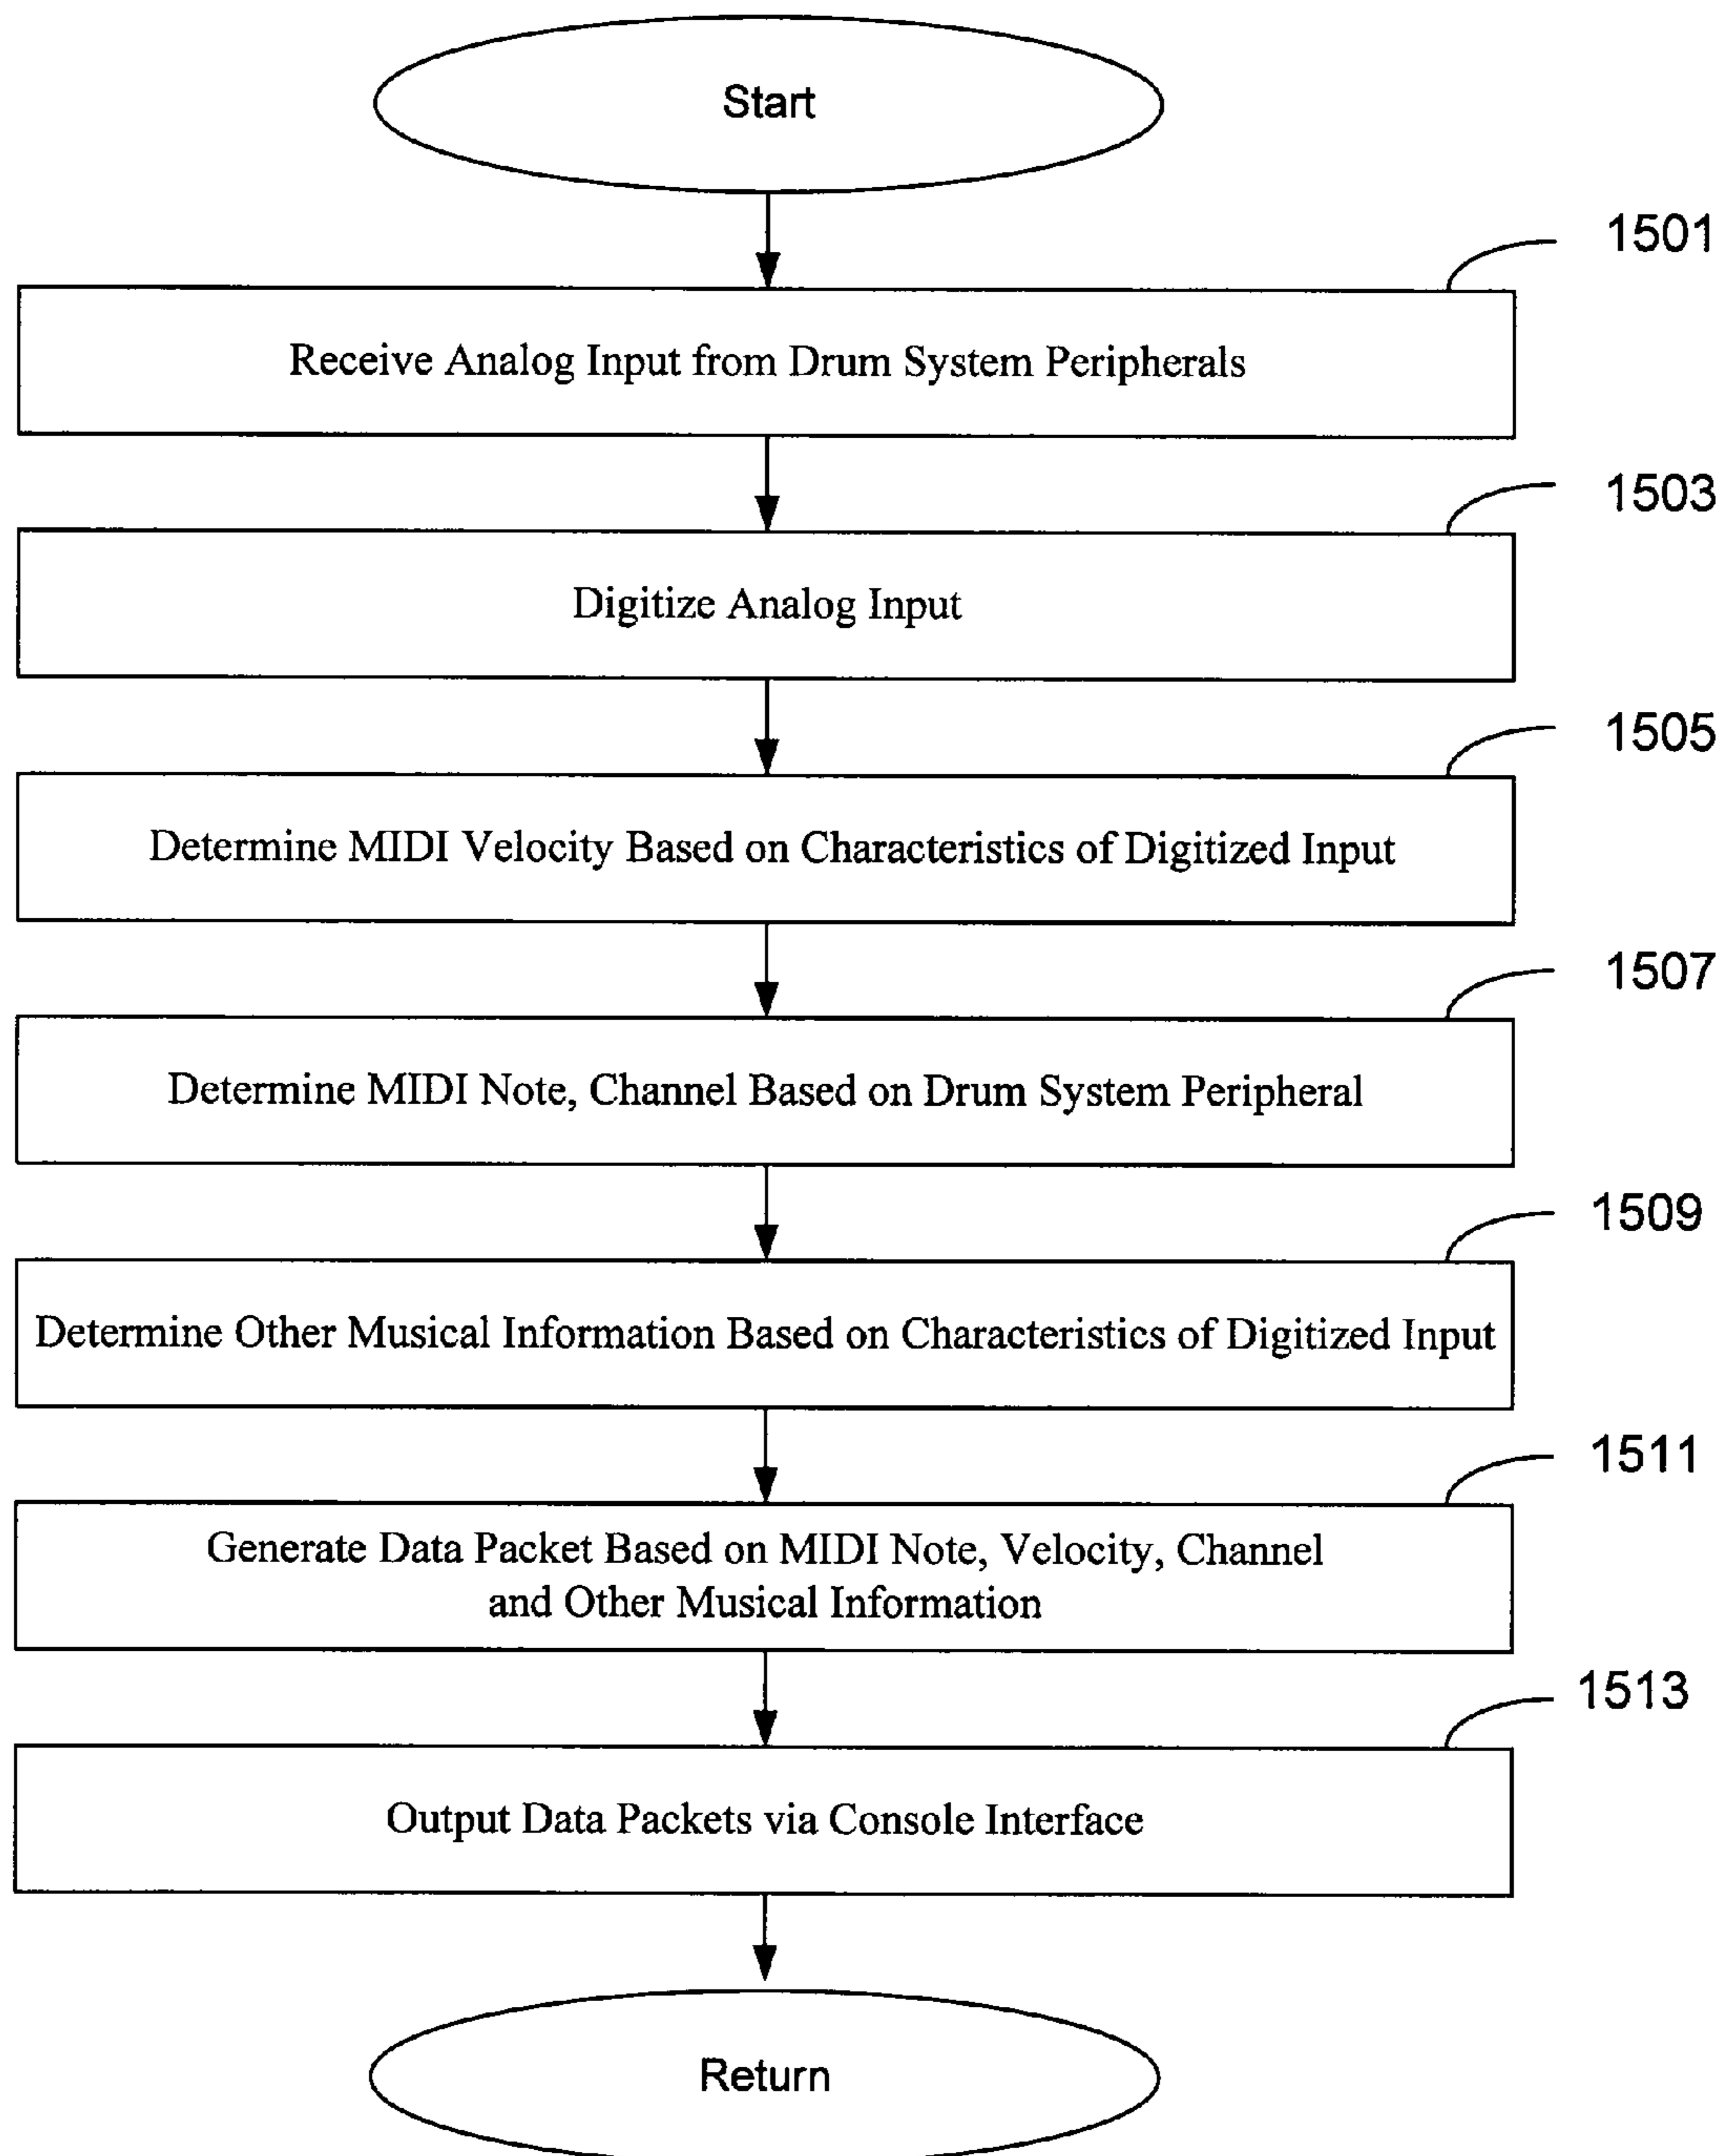 Start
1501
Receive Analog Input from Drum System Peripherals
1503
Digitize Analog Input
1505
Determine MIDI Velocity Based on Characteristics of Digitized Input
1507
Determine MIDI Note, Channel Based on Drum System Peripheral
1509
Determine Other Musical Information Based on Characteristics of Digitized Input
1511
Generate Data Packet Based on MIDI Note, Velocity, Channel
and Other Musical Information
1513
Output Data Packets via Console Interface
Return